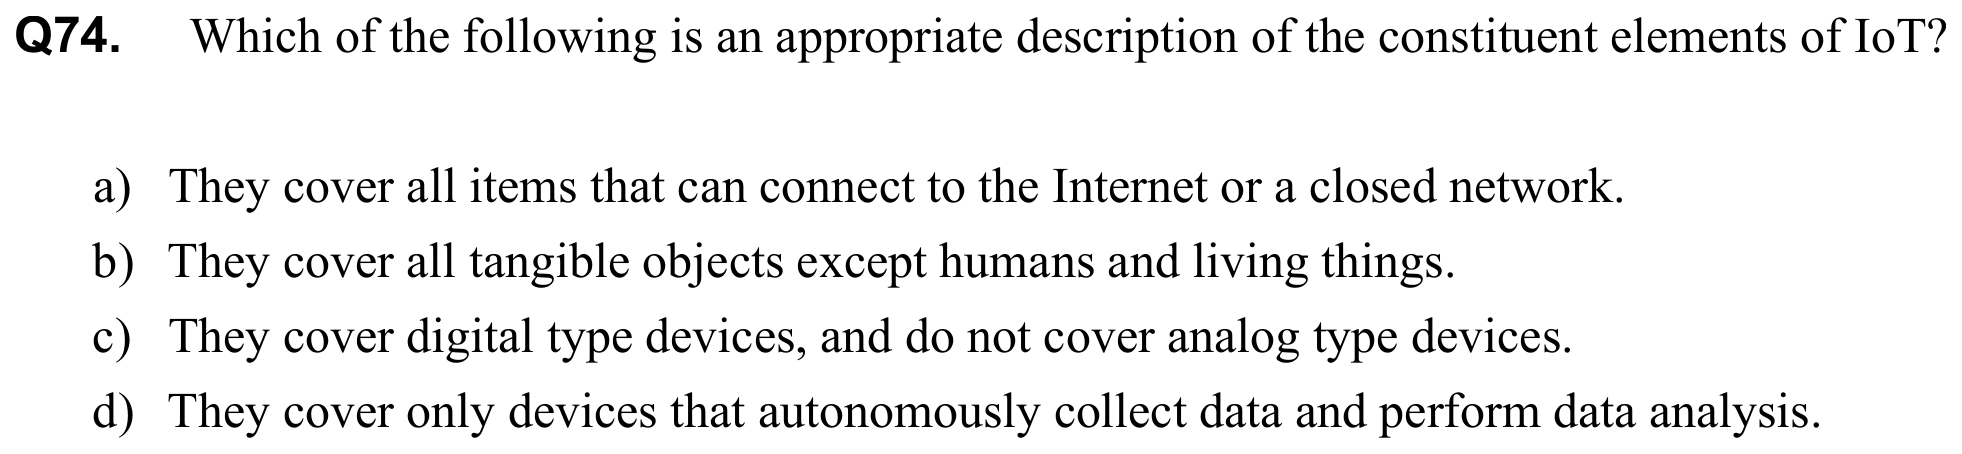 Q74. Which of the following is an appropriate description of the constituent elements of IoT?
a) They cover all items that can connect to the Internet or a closed network.
b) They cover all tangible objects except humans and living things.
c) They cover digital type devices, and do not cover analog type devices.
d) They cover only devices that autonomously collect data and perform data analysis.